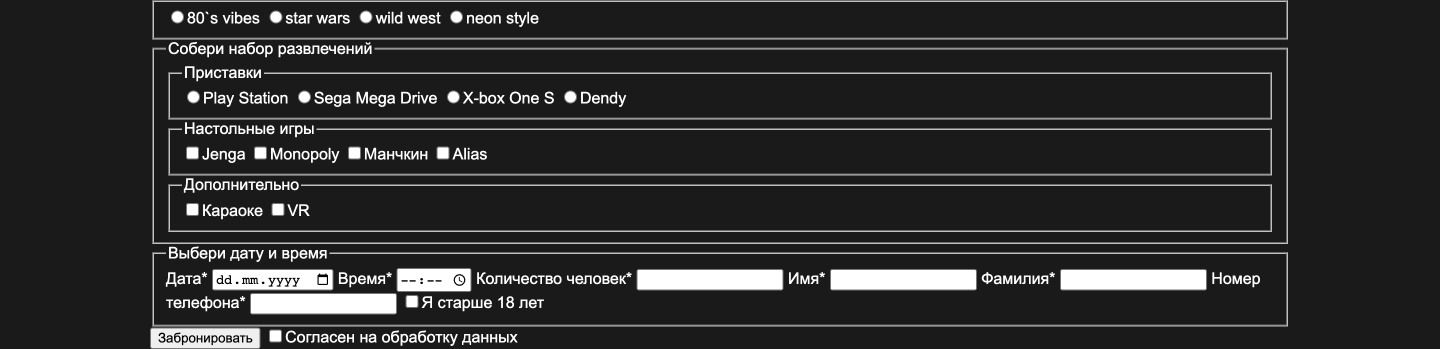 80`s vibes star wars wild west neon style
Собери набор развлечений
Приставки
Play Station Sega Mega Drive X-box One S Dendy
Настольные игры
Jenga Monopoly Манчкин Alias
Дополнительно
Караоке VR
Выбери дату и время
Дата* dd.mm.yyyy Время* --:-- Количество человек* Имя* Фамилия* Номер
телефона* Я старше 18 лет
Забронировать Согласен на обработку данных